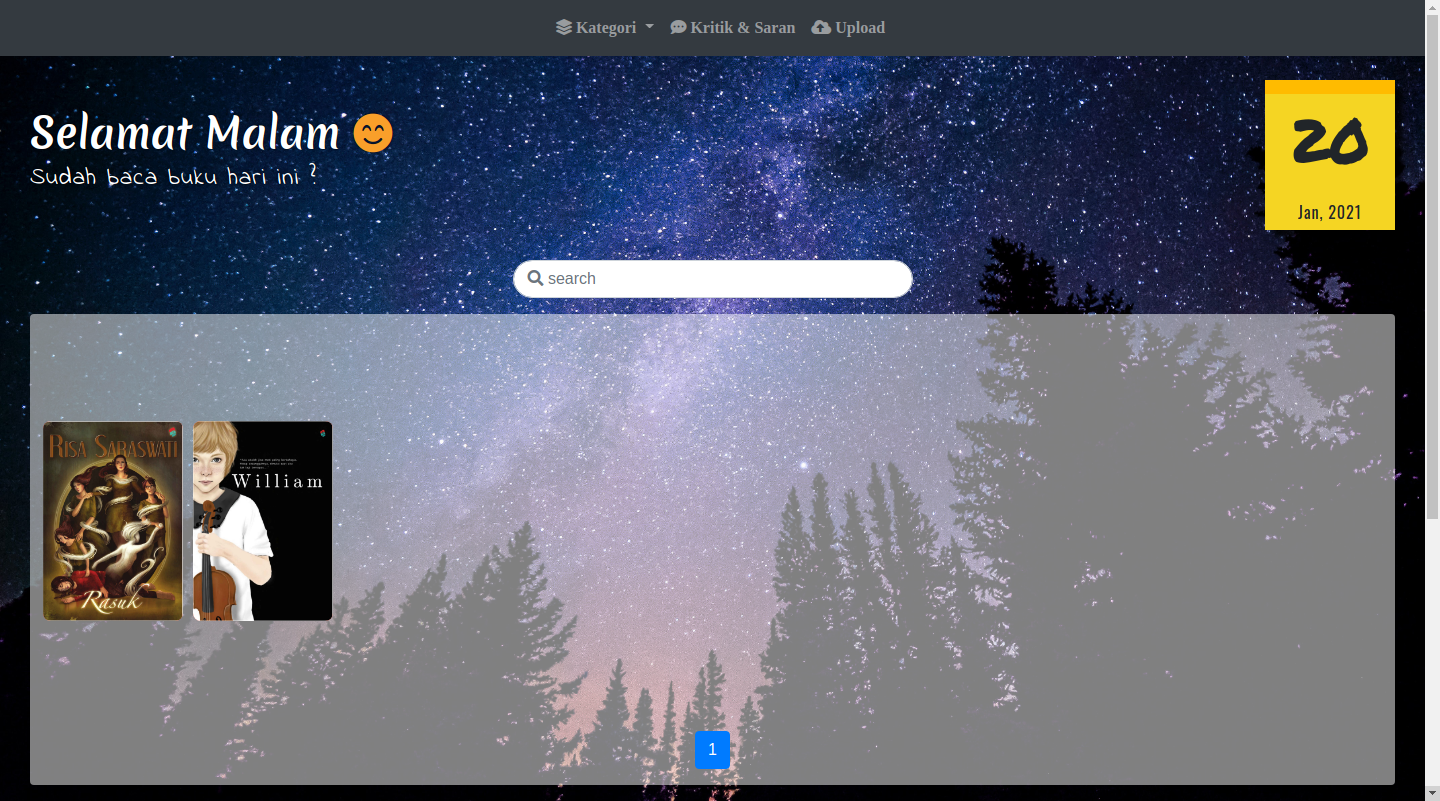 Kategori
Kritik & Saran
Upload
Selamat Malam
Sudah baca buku hari ini ?
20
Jan, 2021
search
RISA SARASWATI
Rasuk
William
1